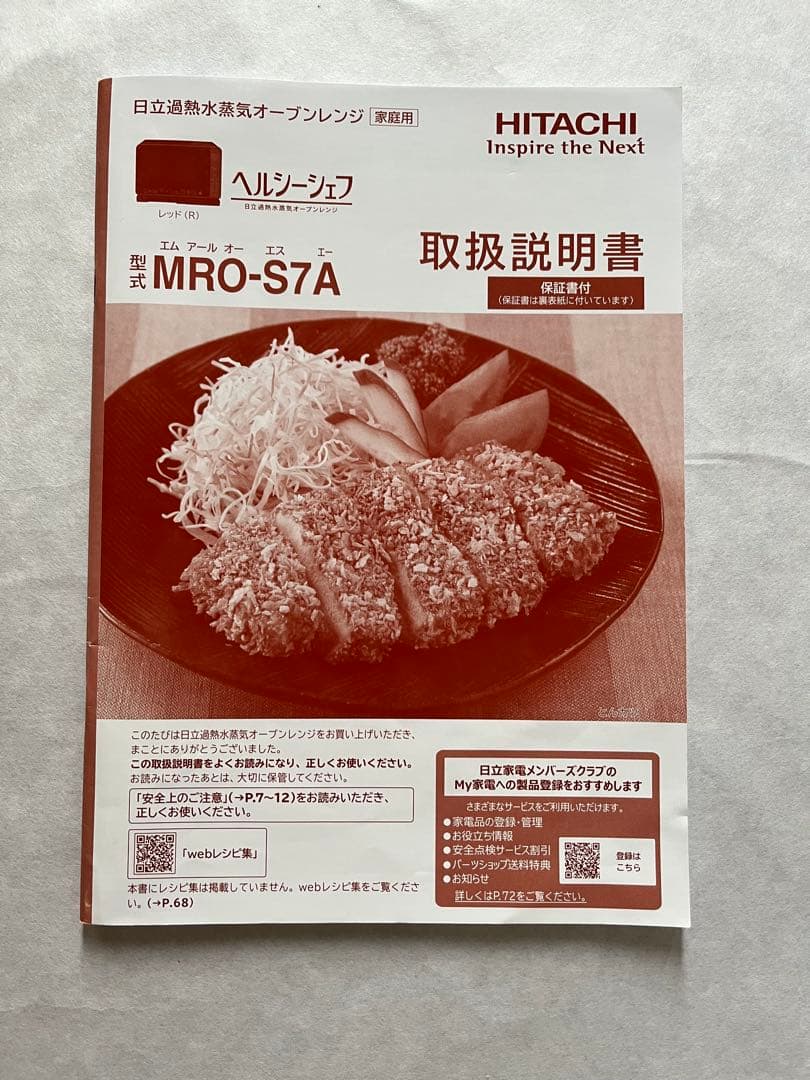 日立過熱水蒸気オーブンレンジ 家庭用
HITACHI
Inspire the Next
レッド（R）
ヘルシーシェフ
日立過熱水蒸気オーブンレンジ
エム アール オー エス エー
型式 MRO-S7A
取扱説明書
保証書付
（保証書は裏表紙に付いています）
とんかつ
このたびは日立過熱水蒸気オーブンレンジをお買い上げいただき、
まことにありがとうございました。
この取扱説明書をよくお読みになり、正しくお使いください。
お読みになったあとは、大切に保管してください。
「安全上のご注意」（→P.7～12）をお読みいただき、
正しくお使いください。
「webレシピ集」
本書にレシピ集は掲載していません。webレシピ集をご覧くださ
い。（→P.68）
日立家電メンバーズクラブの
My家電への製品登録をおすすめします
さまざまなサービスをご利用いただけます。
●家電品の登録・管理
●お役立ち情報
●安全点検サービス割引
●パーツショップ送料特典
●お知らせ
登録は
こちら
詳しくはP.72をご覧ください。